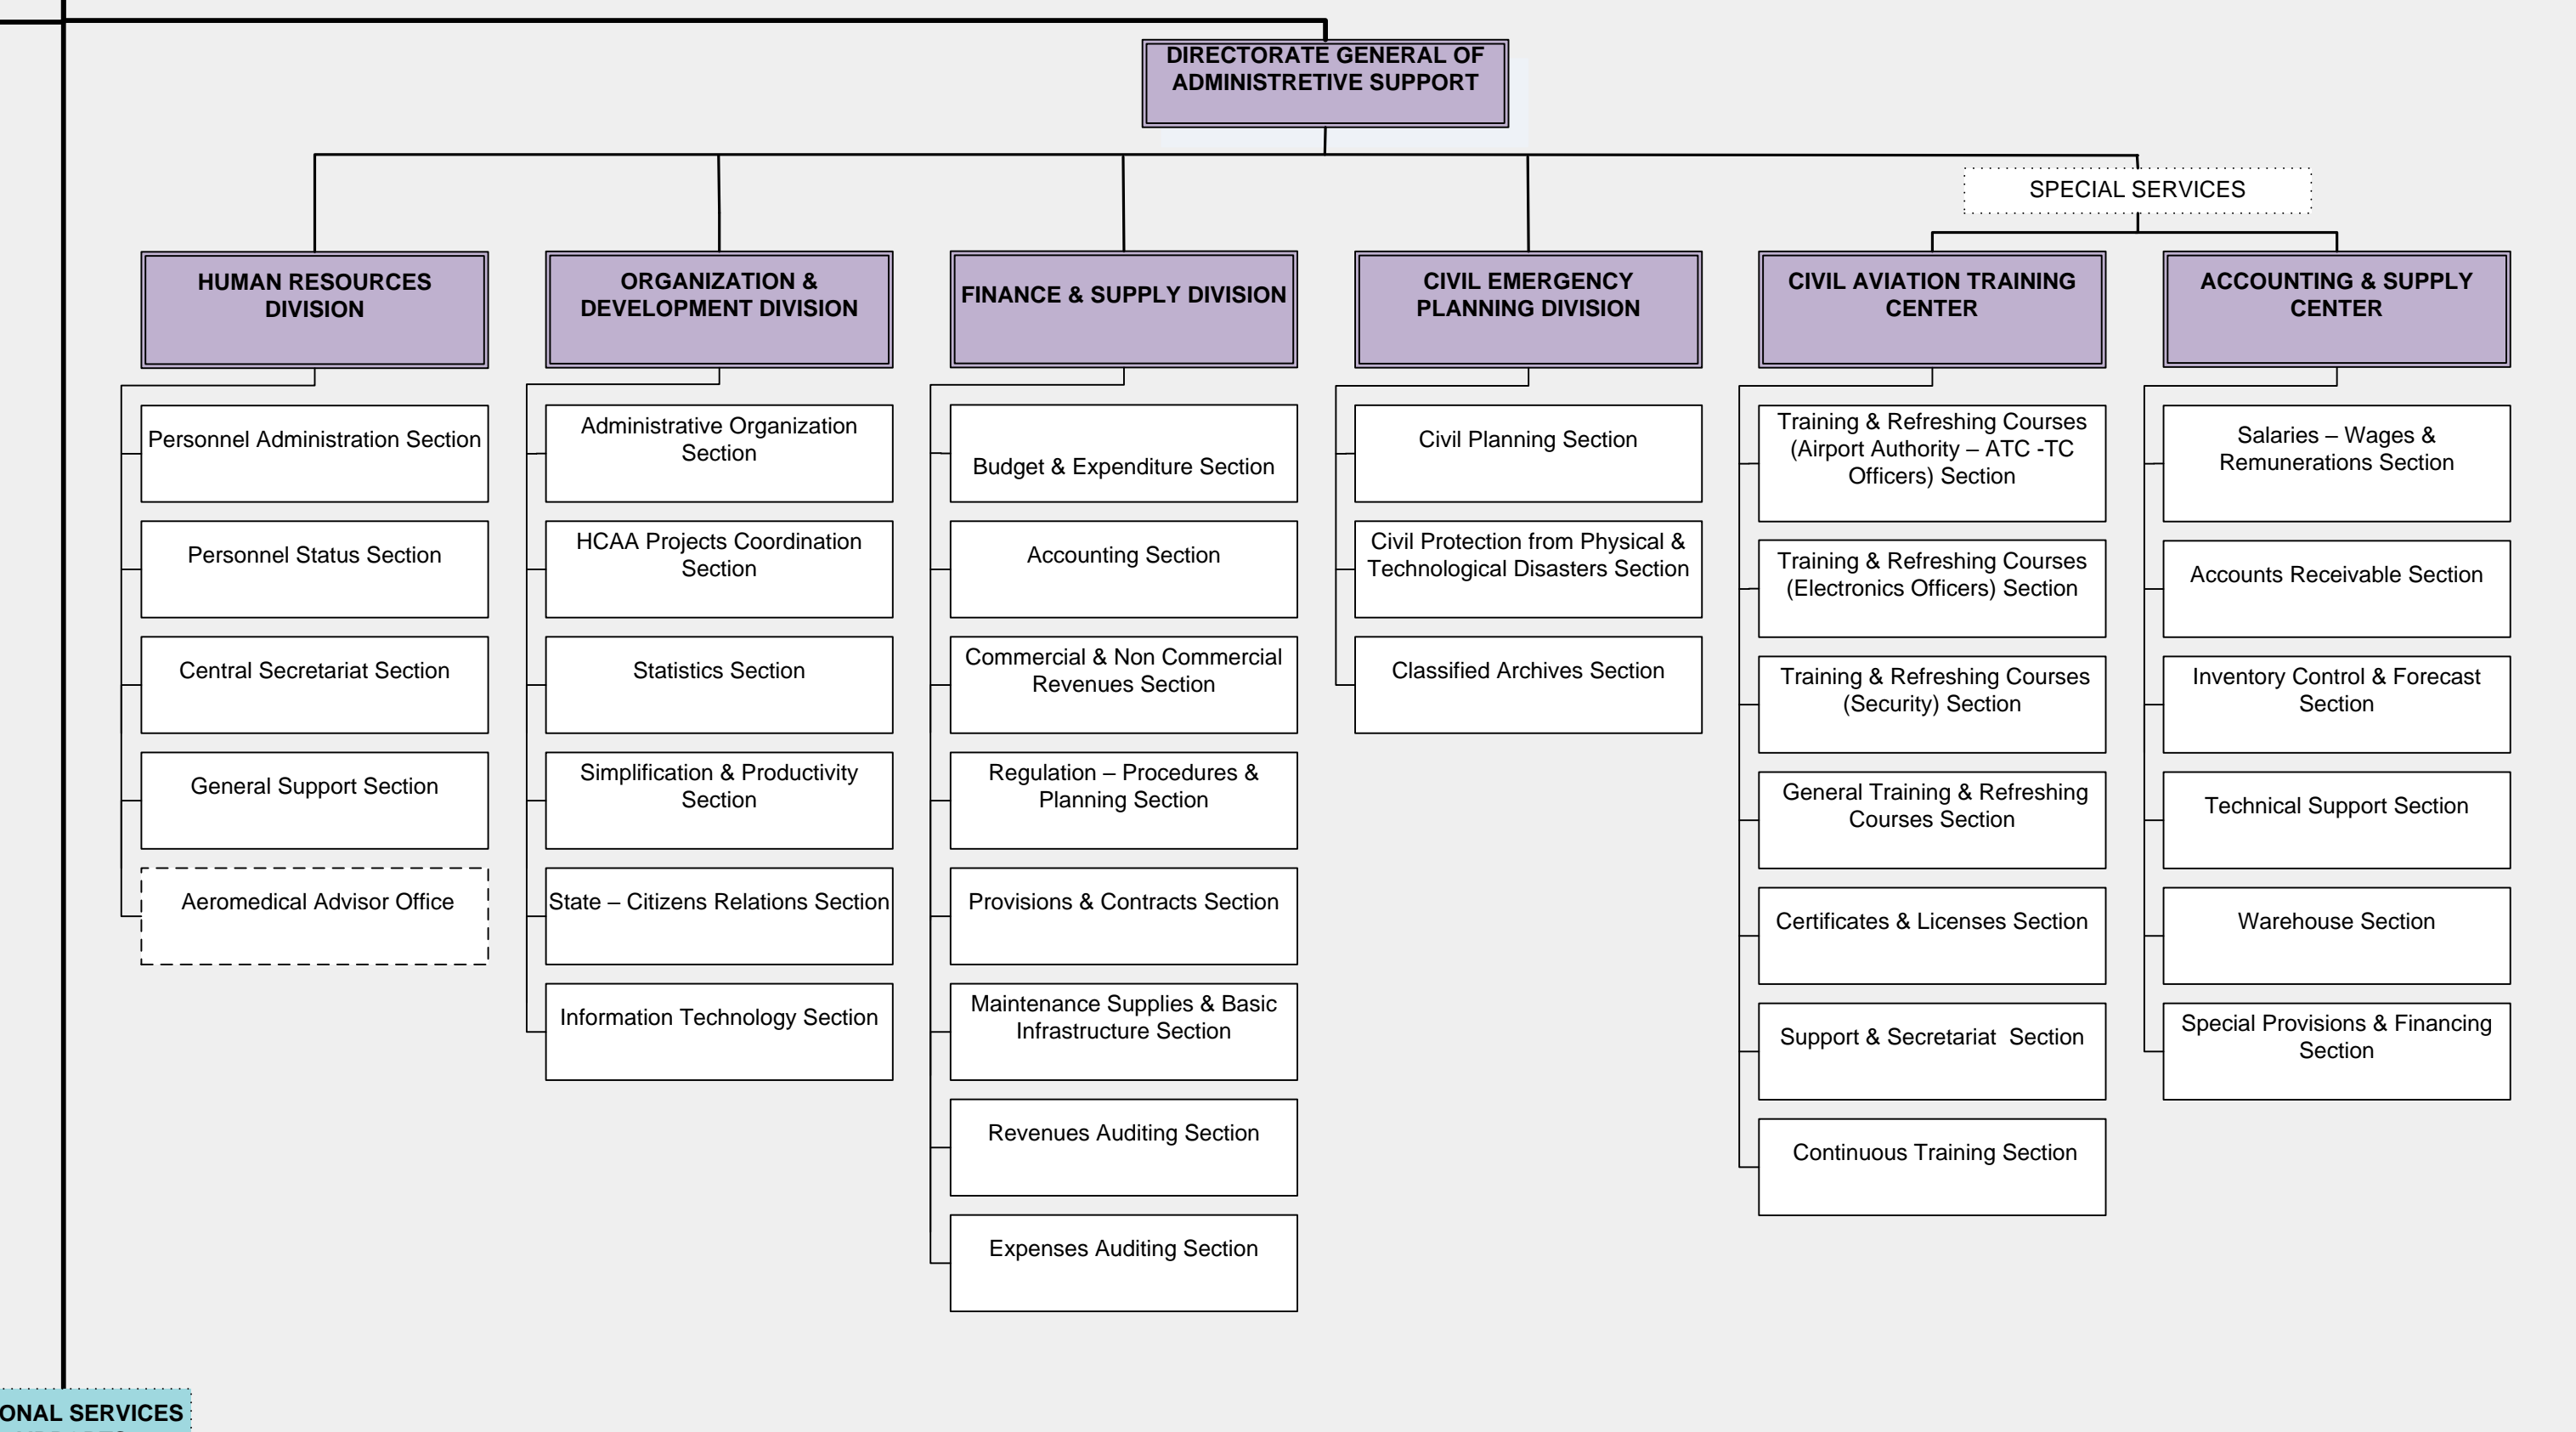 DIRECTORATE GENERAL OF
ADMINISTRETIVE SUPPORT
SPECIAL SERVICES
HUMAN RESOURCES
DIVISION
ORGANIZATION &
DEVELOPMENT DIVISION
FINANCE & SUPPLY DIVISION
CIVIL EMERGENCY
PLANNING DIVISION
CIVIL AVIATION TRAINING
CENTER
ACCOUNTING & SUPPLY
CENTER
Personnel Administration Section
Personnel Status Section
Central Secretariat Section
General Support Section
Aeromedical Advisor Office
Administrative Organization
Section
HCAA Projects Coordination
Section
Statistics Section
Simplification & Productivity
Section
State – Citizens Relations Section
Information Technology Section
Budget & Expenditure Section
Accounting Section
Commercial & Non Commercial
Revenues Section
Regulation – Procedures &
Planning Section
Provisions & Contracts Section
Maintenance Supplies & Basic
Infrastructure Section
Revenues Auditing Section
Expenses Auditing Section
Civil Planning Section
Civil Protection from Physical &
Technological Disasters Section
Classified Archives Section
Training & Refreshing Courses
(Airport Authority – ATC -TC
Officers) Section
Training & Refreshing Courses
(Electronics Officers) Section
Training & Refreshing Courses
(Security) Section
General Training & Refreshing
Courses Section
Certificates & Licenses Section
Support & Secretariat  Section
Continuous Training Section
Salaries – Wages &
Remunerations Section
Accounts Receivable Section
Inventory Control & Forecast
Section
Technical Support Section
Warehouse Section
Special Provisions & Financing
Section
ONAL SERVICES